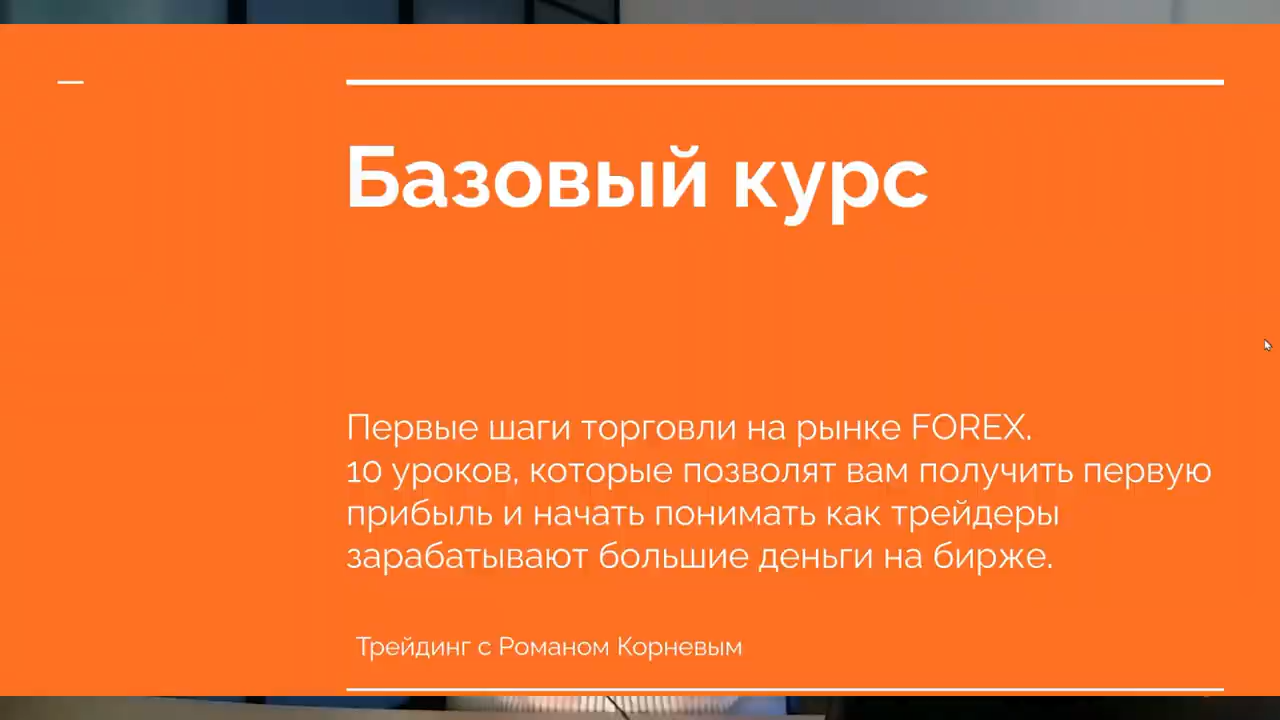 Базовый курс
Первые шаги торговли на рынке FOREX.
10 уроков, которые позволят вам получить первую
прибыль и начать понимать как трейдеры
зарабатывают большие деньги на бирже.
Трейдинг с Романом Корневым